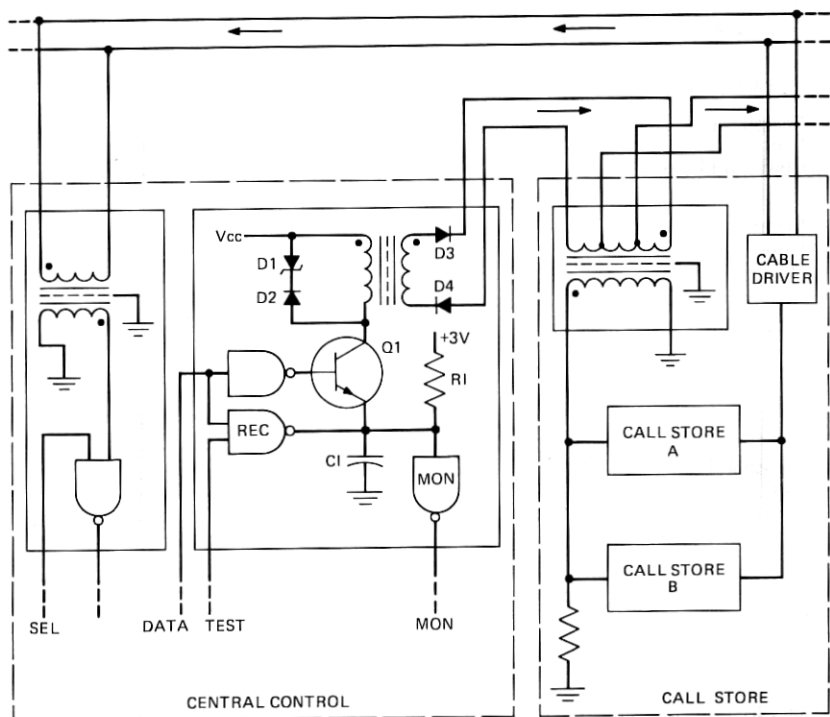 Vcc
D1
D2
D3
D4
+3V
Q1
RI
REC
CI
MON
CABLE
DRIVER
CALL STORE
A
CALL STORE
B
SEL
DATA
TEST
MON
CENTRAL CONTROL
CALL STORE